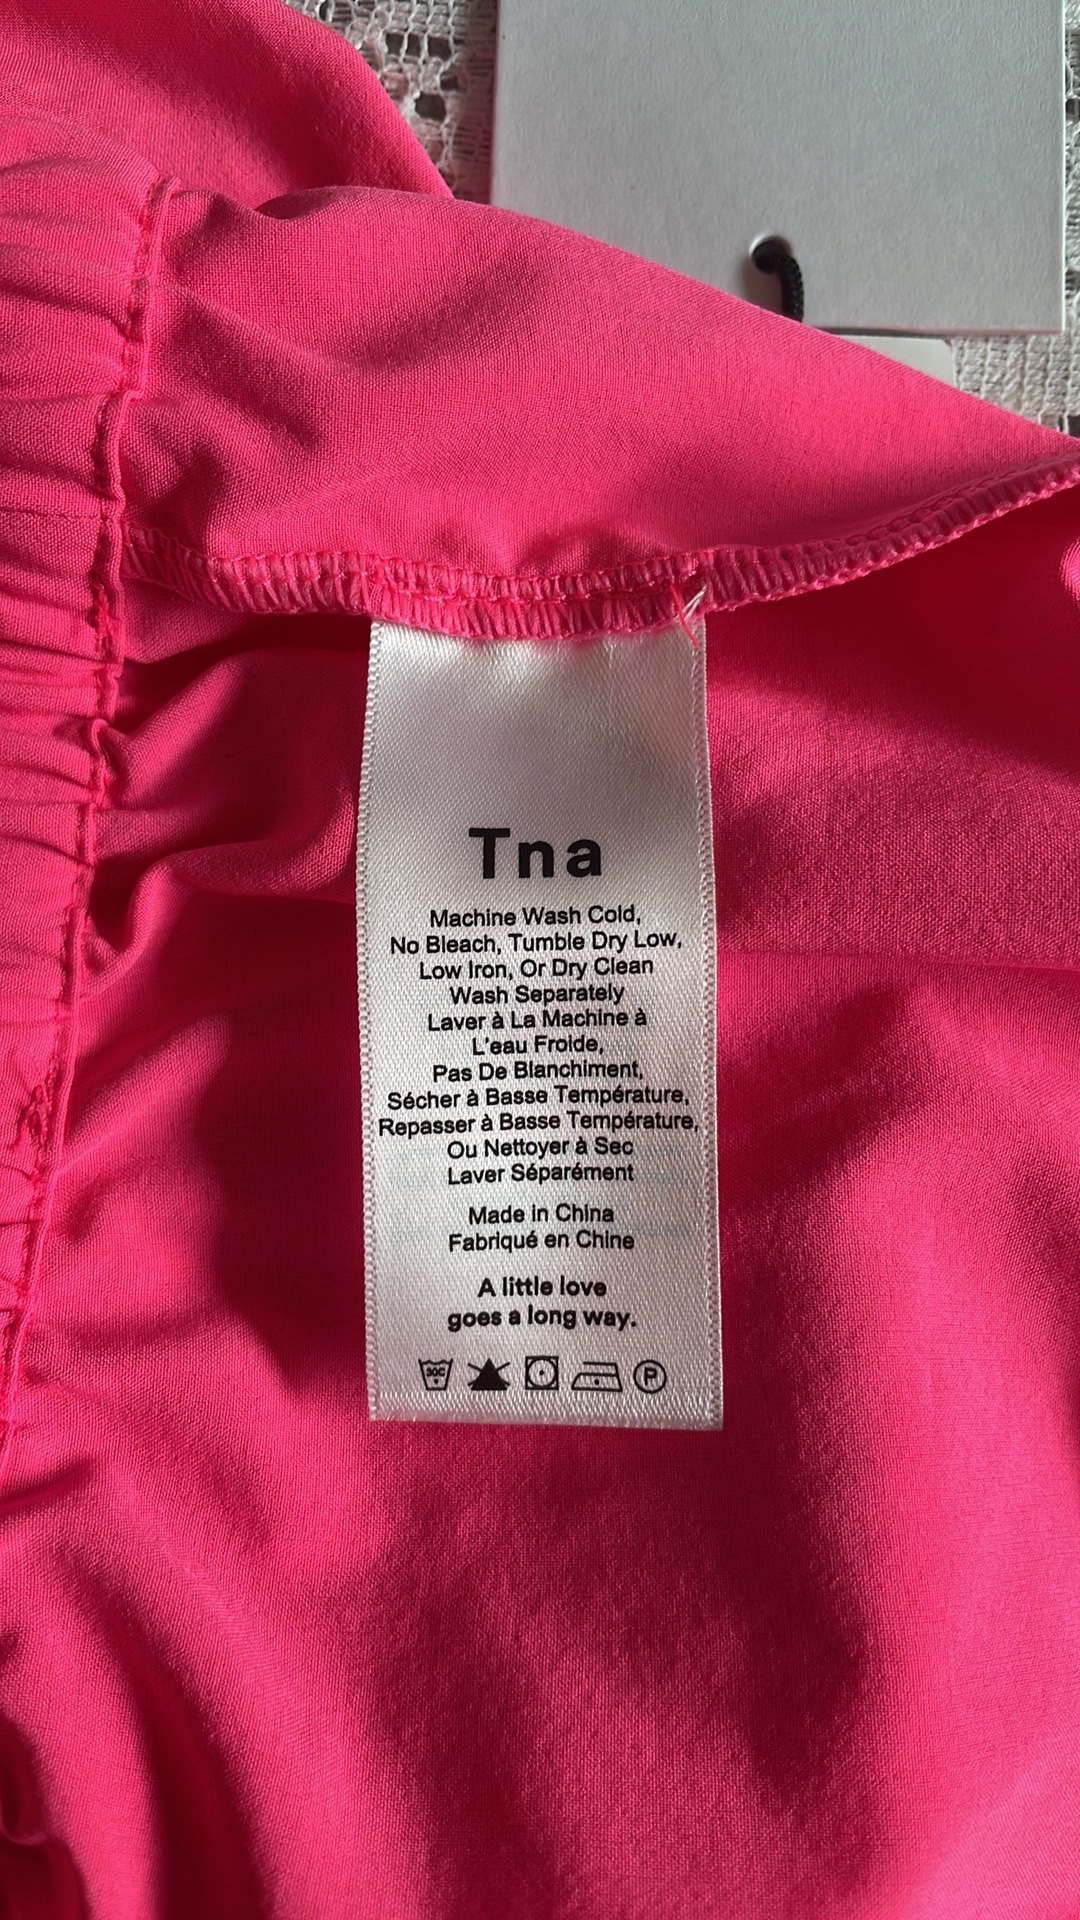 Tna
Machine Wash Cold,
No Bleach, Tumble Dry Low,
Low Iron, Or Dry Clean
Wash Separately
Laver à La Machine à
L'eau Froide,
Pas De Blanchiment,
Sécher à Basse Température,
Repasser à Basse Température,
Ou Nettoyer à Sec
Laver Séparément
Made in China
Fabriqué en Chine
A little love
goes a long way.
30C P